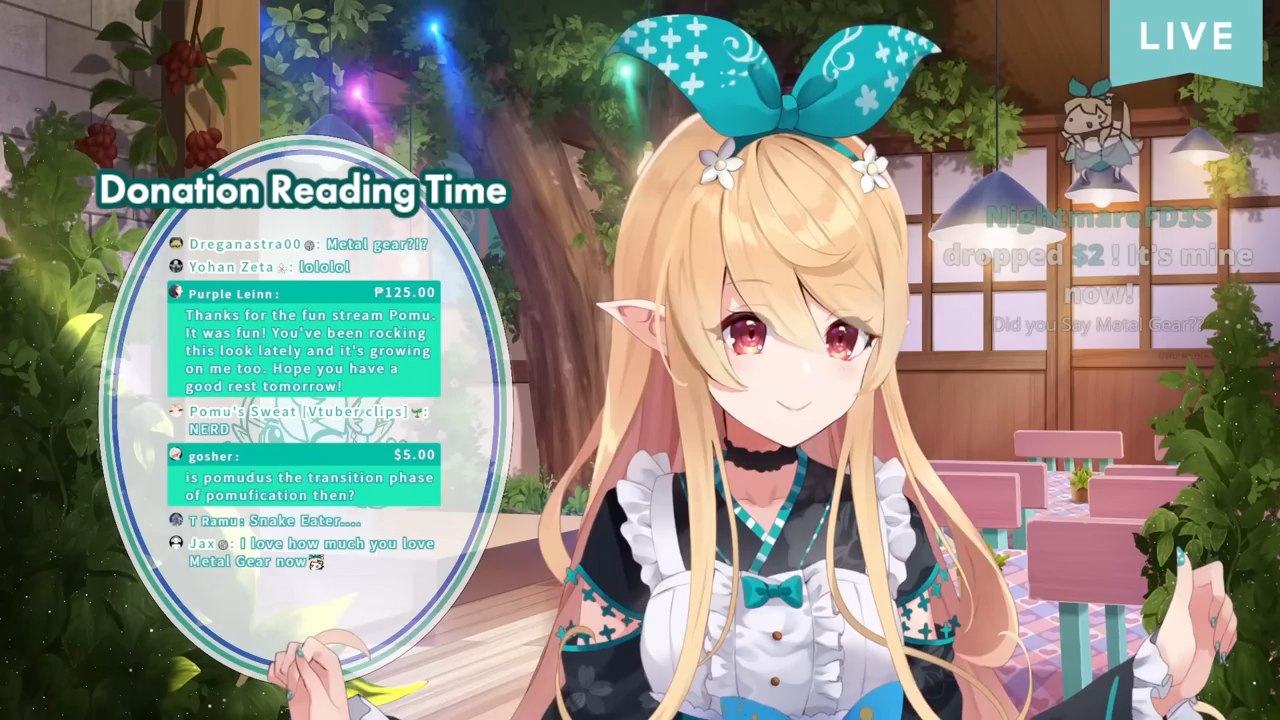 LIVE
Donation Reading Time
Dreganastra00: Metal gear?!?
Yohan Zeta: lololol
Purple Leinn: ₱125.00
Thanks for the fun stream Pomu.
It was fun! You've been rocking
this look lately and it's growing
on me too. Hope you have a
good rest tomorrow!
Pomu's Sweat [Vtuber clips]:
NERD
gosher: $5.00
is pomudus the transition phase
of pomufication then?
T Ramu: Snake Eater....
Jax: I love how much you love
Metal Gear now
NightmareFD3S
dropped $2 ! It's mine
now!
Did you Say Metal Gear??